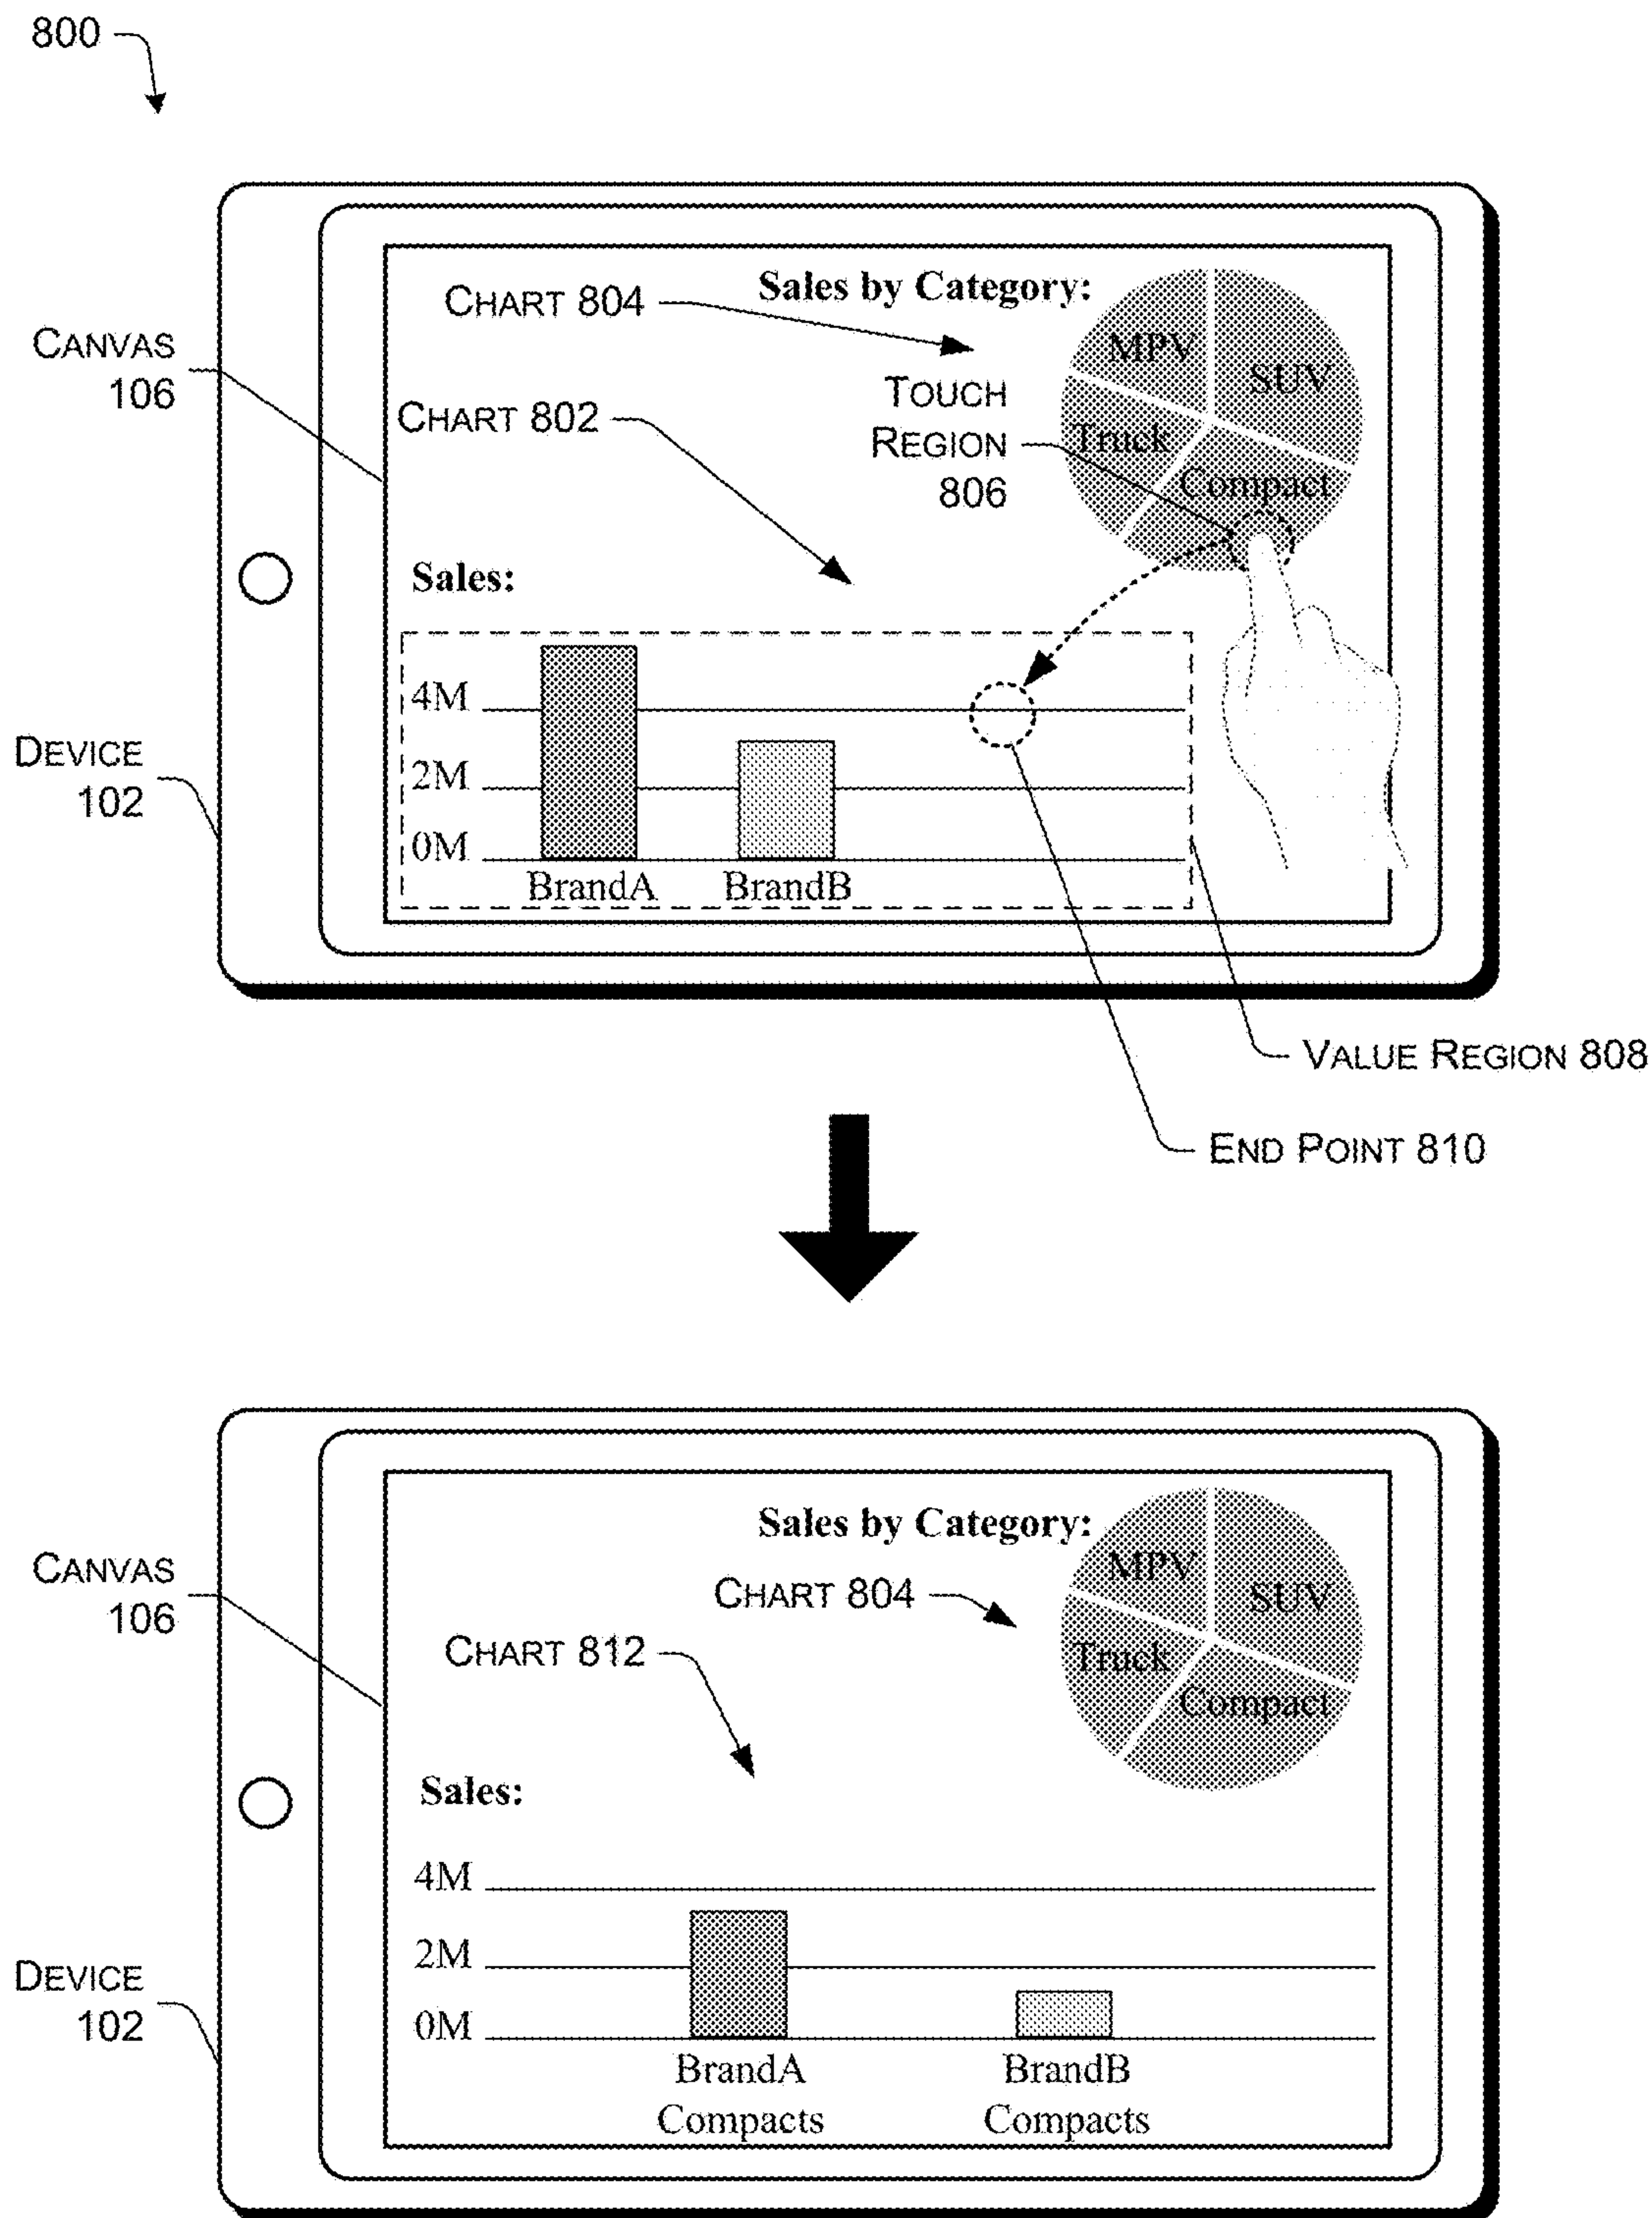 800
Sales by Category:
CHART 804
CANVAS
106
MPV
SUV
TOUCH
REGION
806
CHART 802
Truck
Compact
Sales:
4M
2M
0M
BrandA
BrandB
DEVICE
102
VALUE REGION 808
END POINT 810
Sales by Category:
CANVAS
106
CHART 804
MPV
SUV
CHART 812
Truck
Compact
Sales:
4M
2M
0M
DEVICE
102
BrandA
Compacts
BrandB
Compacts